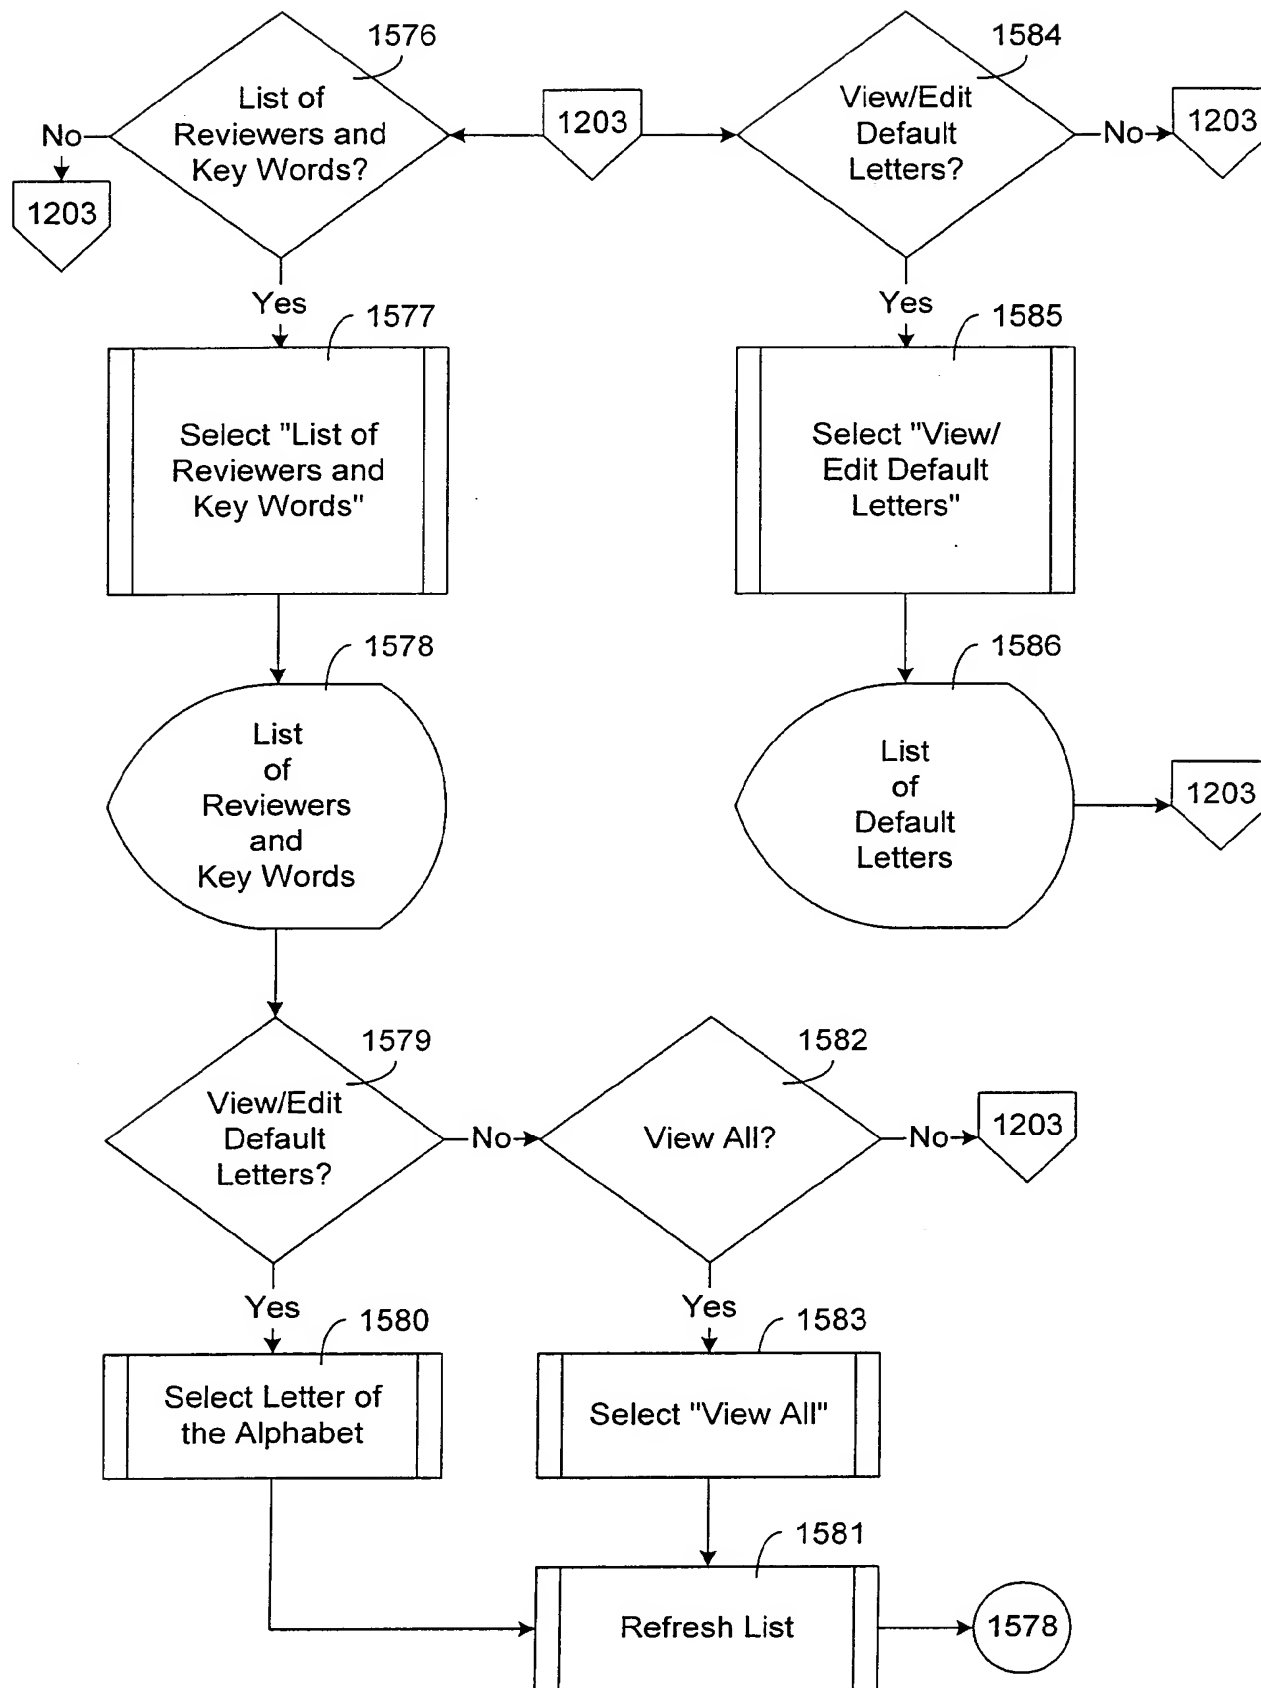 1576
List of
Reviewers and
Key Words?
No
1203
1203
1584
View/Edit
Default
Letters?
No
1203
Yes
Yes
1577
Select "List of
Reviewers and
Key Words"
1585
Select "View/
Edit Default
Letters"
1578
List
of
Reviewers
and
Key Words
1586
List
of
Default
Letters
1203
1579
View/Edit
Default
Letters?
No
1582
View All?
No
1203
Yes
Yes
1580
Select Letter of
the Alphabet
1583
Select "View All"
1581
Refresh List
1578